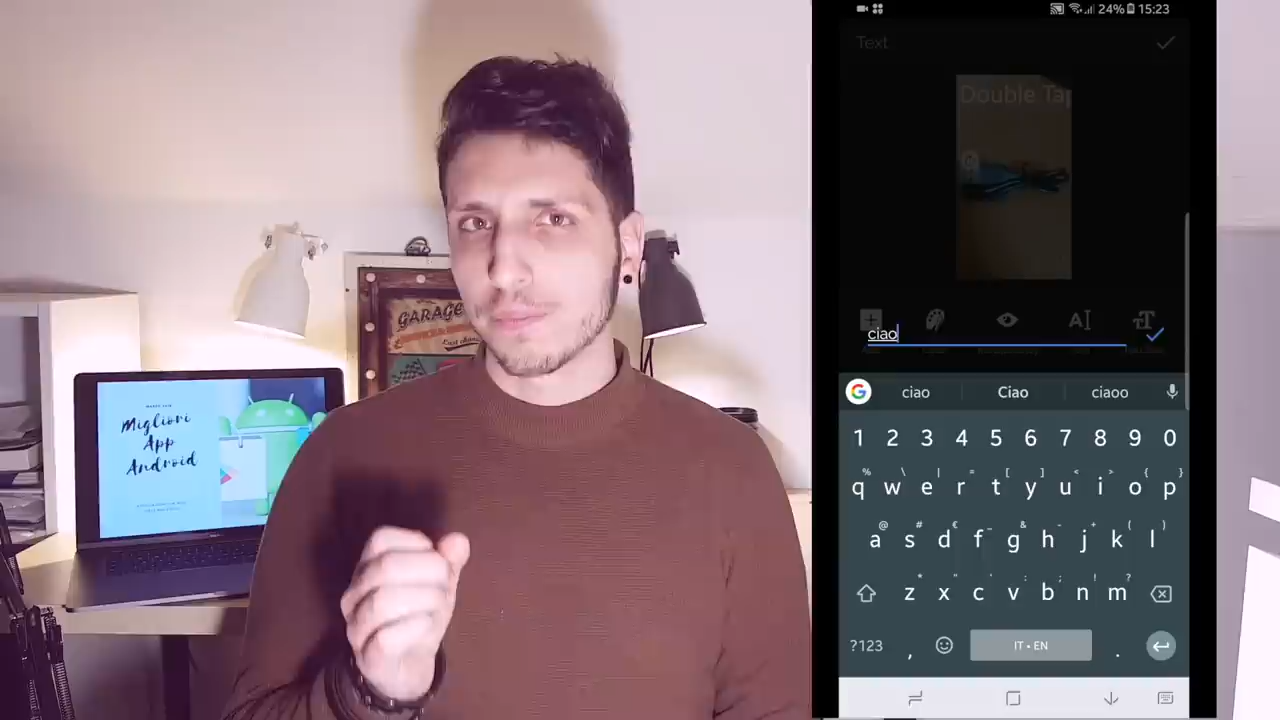 GARAGE
Migliori
App
Android
24% 15:23
Text
Double Tap
ciao
ciao Ciao ciaoo
1 2 3 4 5 6 7 8 9 0
% \ | = [ ] < > { }
q w e r t y u i o p
@ # € _ & - + ( )
a s d f g h j k l
* " ' : ; ! ?
z x c v b n m
?123 , IT • EN .